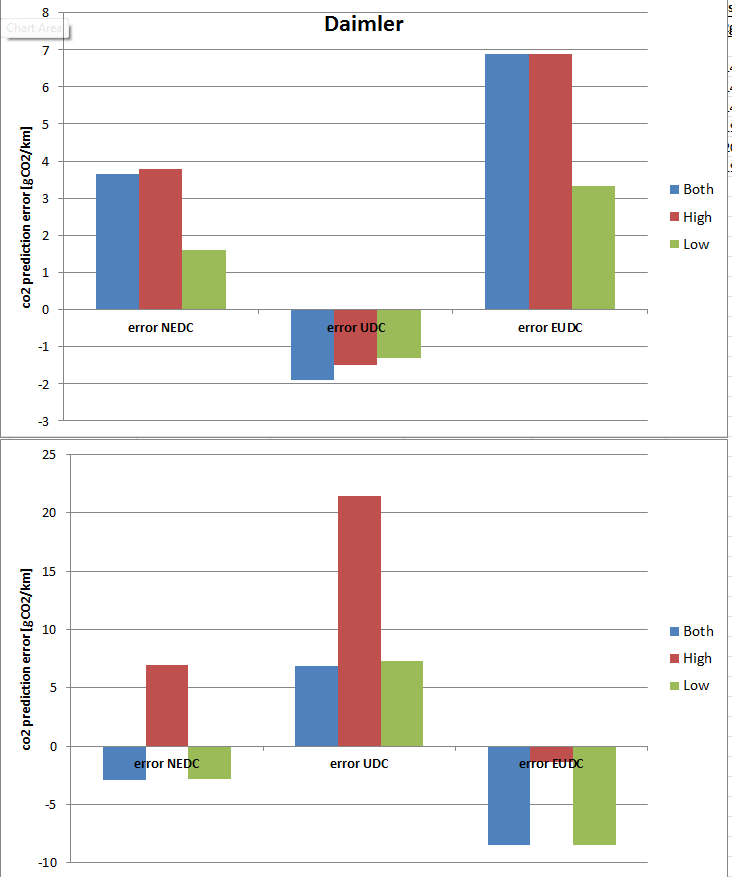 Daimler
Chart Area
8
7
6
5
4
3
2
1
0
-1
-2
-3
co2 prediction error [gCO2/km]
error NEDC
error UDC
error EUDC
Both
High
Low
25
20
15
10
5
0
-5
-10
co2 prediction error [gCO2/km]
error NEDC
error UDC
error EUDC
Both
High
Low